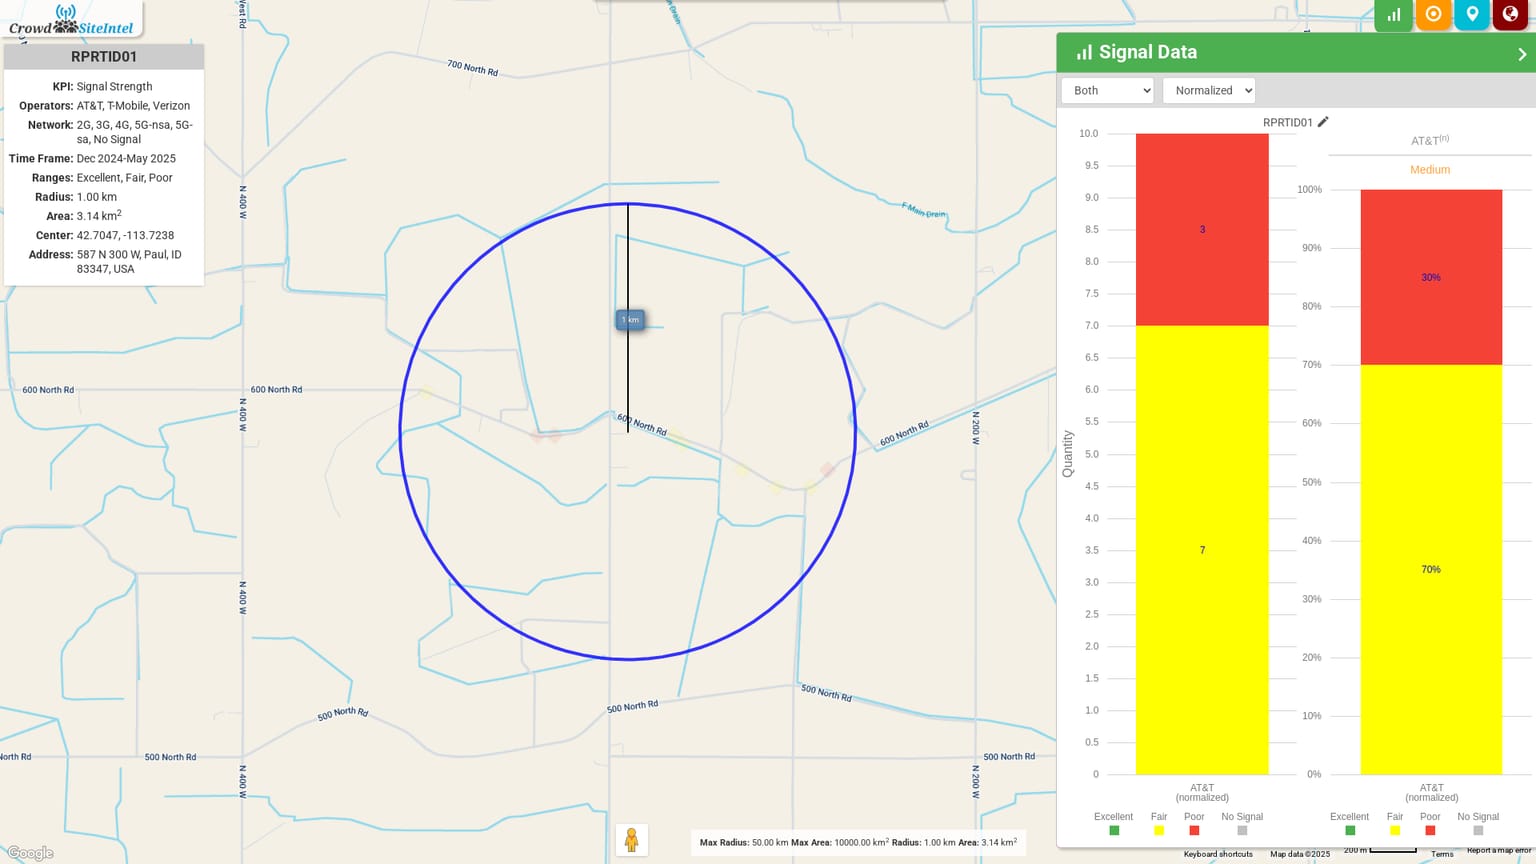 Crowd SiteIntel
RPRTID01
KPI: Signal Strength
Operators: AT&T, T-Mobile, Verizon
Network: 2G, 3G, 4G, 5G-nsa, 5G-
sa, No Signal
Time Frame: Dec 2024-May 2025
Ranges: Excellent, Fair, Poor
Radius: 1.00 km
Area: 3.14 km2
Center: 42.7047, -113.7238
Address: 587 N 300 W, Paul, ID
83347, USA
West Rd
Main Drain
700 North Rd
N 400 W
F Main Drain
1 km
600 North Rd
600 North Rd
N 400 W
600 North Rd
600 North Rd
N 200 W
N 400 W
500 North Rd
500 North Rd
500 North Rd
North Rd
500 North Rd
500 North Rd
N 400 W
N 200 W
Google
Max Radius: 50.00 km Max Area: 10000.00 km2 Radius: 1.00 km Area: 3.14 km2
Signal Data
Both
Normalized
RPRTID01
10.0
9.5
9.0
8.5
8.0
7.5
7.0
6.5
6.0
5.5
5.0
4.5
4.0
3.5
3.0
2.5
2.0
1.5
1.0
0.5
0
Quantity
3
7
AT&T
(normalized)
Excellent Fair Poor No Signal
AT&T(n)
Medium
100%
90%
80%
70%
60%
50%
40%
30%
20%
10%
0%
30%
70%
AT&T
(normalized)
Excellent Fair Poor No Signal
Keyboard shortcuts
Map data ©2025
200 m
Terms
Report a map error